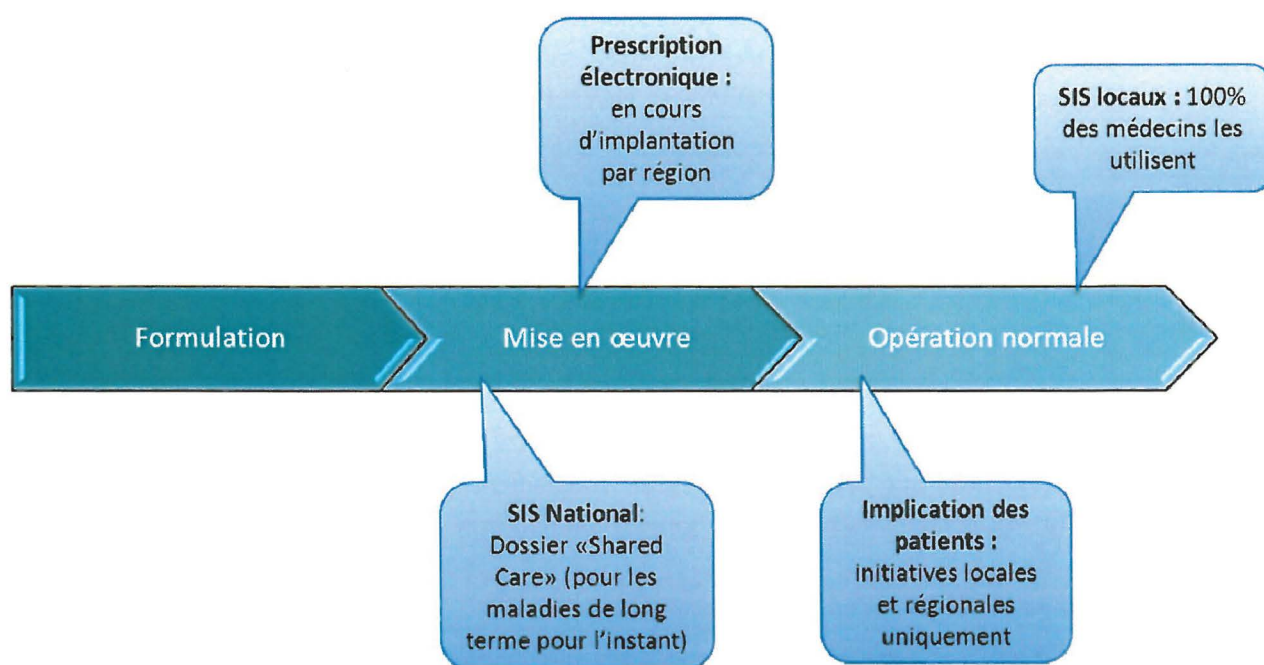 Prescription
électronique :
en cours
d’implantation
par région
SIS locaux : 100%
des médecins les
utilisent
Formulation
Mise en œuvre
Opération normale
SIS National:
Dossier «Shared
Care» (pour les
maladies de long
terme pour l’instant)
Implication des
patients :
initiatives locales
et régionales
uniquement